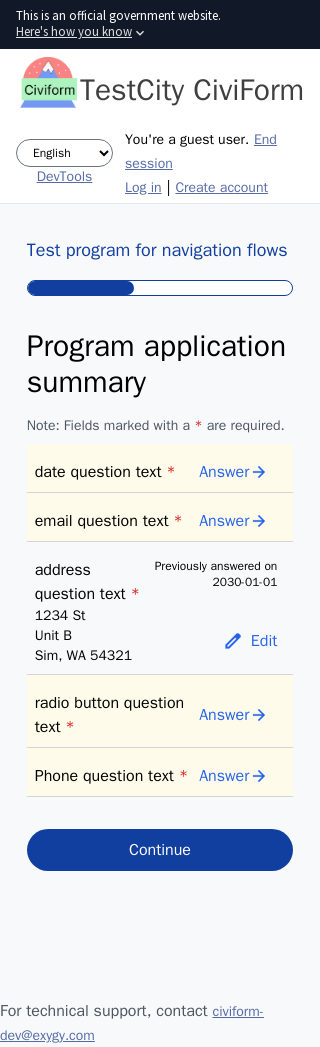 This is an official government website.
Here's how you know
Civiform
TestCity CiviForm
English
DevTools
You're a guest user. End
session
Log in | Create account
Test program for navigation flows
Program application
summary
Note: Fields marked with a * are required.
date question text * Answer
email question text * Answer
address
question text *
Previously answered on
2030-01-01
1234 St
Unit B
Sim, WA 54321
Edit
radio button question
text *
Answer
Phone question text * Answer
Continue
For technical support, contact civiform-
dev@exygy.com